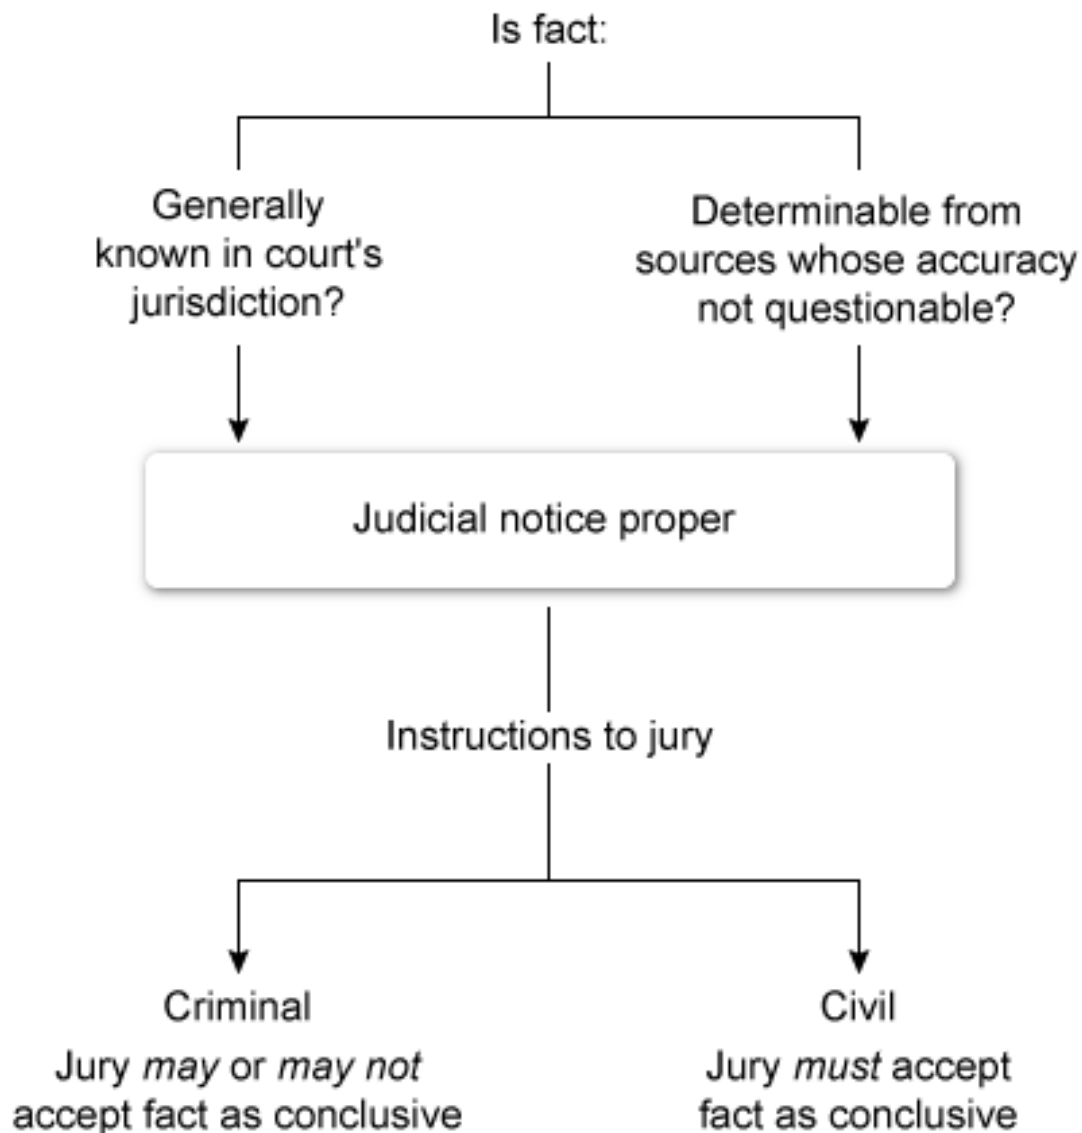 Is fact:
Generally
known in court's
jurisdiction?
Determinable from
sources whose accuracy
not questionable?
Judicial notice proper
Instructions to jury
Criminal
Jury may or may not
accept fact as conclusive
Civil
Jury must accept
fact as conclusive